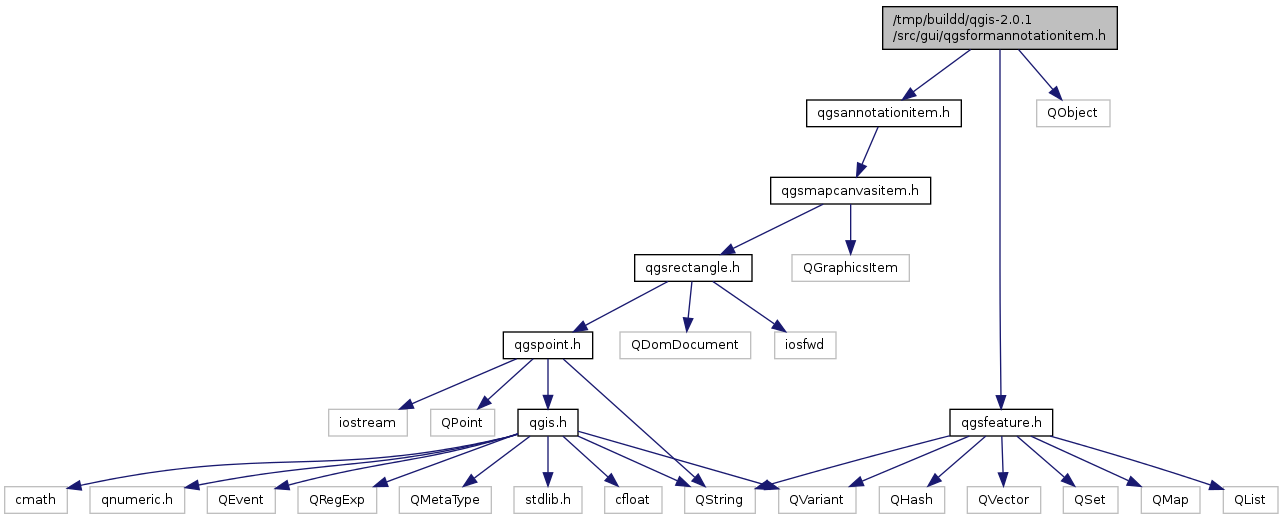 /tmp/buildd/qgis-2.0.1
/src/gui/qgsformannotationitem.h
qgsannotationitem.h
QObject
qgsmapcanvasitem.h
qgsrectangle.h
QGraphicsItem
qgspoint.h
QDomDocument
iosfwd
iostream
QPoint
qgis.h
qgsfeature.h
cmath
qnumeric.h
QEvent
QRegExp
QMetaType
stdlib.h
cfloat
QString
QVariant
QHash
QVector
QSet
QMap
QList